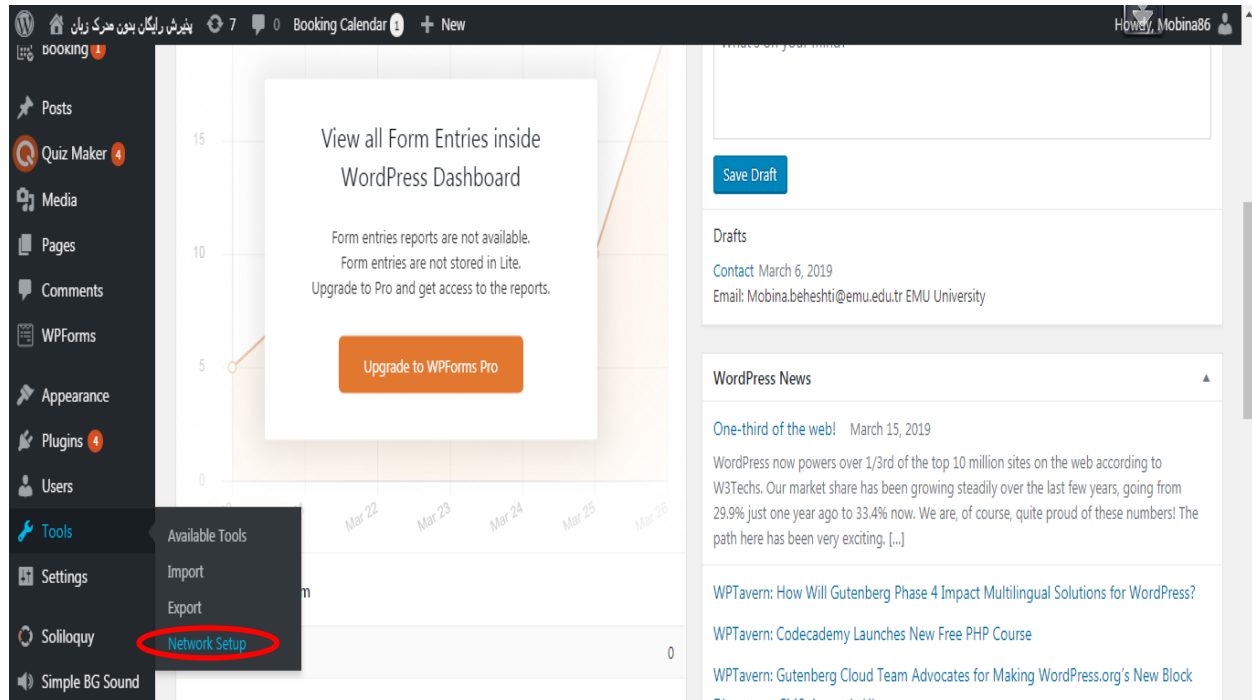 پذیرش رایگان بدون مدرک زبان 7 0 Booking Calendar 1 + New Howdy, Mobina86
Booking 1
Posts
Quiz Maker 4
Media
Pages
Comments
WPForms
Appearance
Plugins 4
Users
Tools
Settings
Soliloquy
Simple BG Sound
Available Tools
Import
Export
Network Setup
15
10
5
0
Mar 22 Mar 23 Mar 24 Mar 25 Mar 26
View all Form Entries inside
WordPress Dashboard
Form entries reports are not available.
Form entries are not stored in Lite.
Upgrade to Pro and get access to the reports.
Upgrade to WPForms Pro
m
0
What's on your mind?
Save Draft
Drafts
Contact March 6, 2019
Email: Mobina.beheshti@emu.edu.tr EMU University
WordPress News
One-third of the web! March 15, 2019
WordPress now powers over 1/3rd of the top 10 million sites on the web according to
W3Techs. Our market share has been growing steadily over the last few years, going from
29.9% just one year ago to 33.4% now. We are, of course, quite proud of these numbers! The
path here has been very exciting. [...]
WPTavern: How Will Gutenberg Phase 4 Impact Multilingual Solutions for WordPress?
WPTavern: Codecademy Launches New Free PHP Course
WPTavern: Gutenberg Cloud Team Advocates for Making WordPress.org's New Block